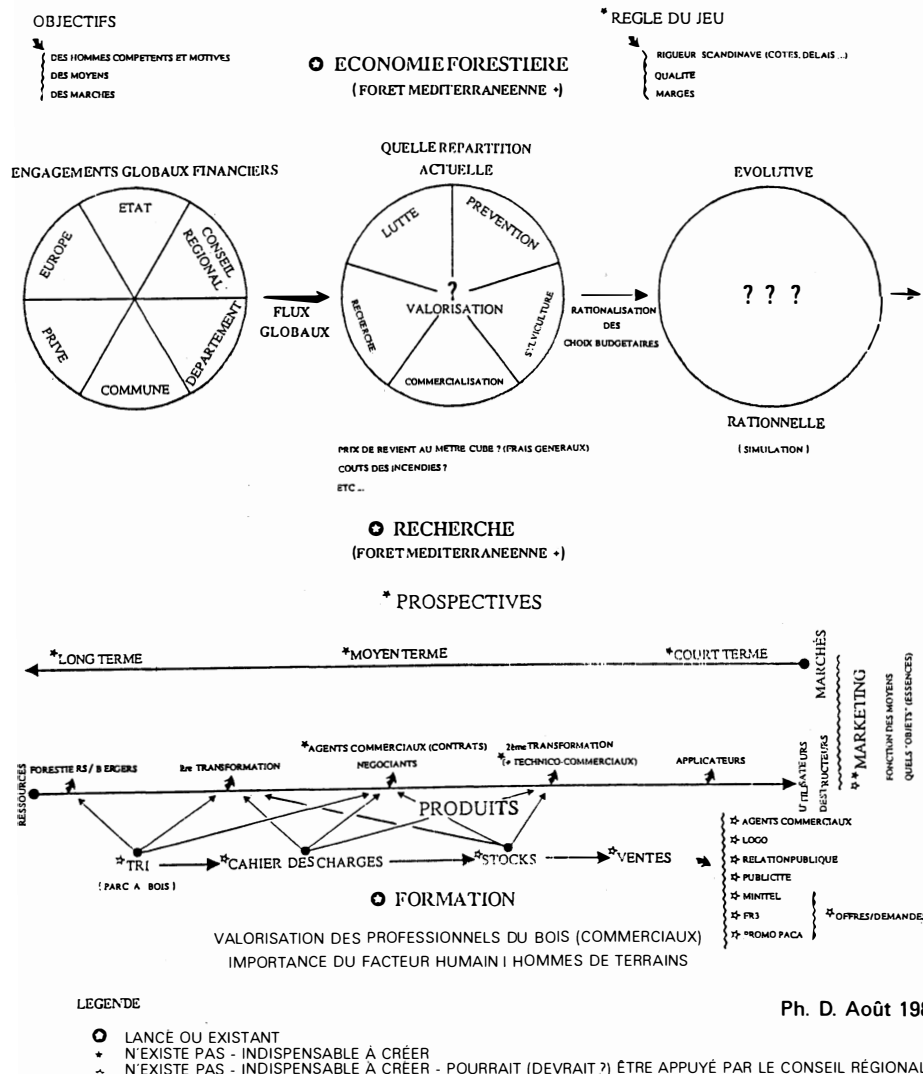 OBJECTIFS
DES HOMMES COMPETENTS ET MOTIVES
DES MOYENS
DES MARCHES
* REGLE DU JEU
RIGUEUR SCANDINAVE (COTES, DELAIS ...)
QUALITE
MARGES
✪ ECONOMIE FORESTIERE
(FORET MEDITERRANEENNE +)
ENGAGEMENTS GLOBAUX FINANCIERS
ETAT
CONSEIL REGIONAL
DEPARTEMENT
COMMUNE
PRIVE
EUROPE
FLUX
GLOBAUX
QUELLE REPARTITION
ACTUELLE
LUTTE
PREVENTION
?
VALORISATION
RECHERCHE
SYLVICULTURE
COMMERCIALISATION
RATIONALISATION
DES
CHOIX BUDGETAIRES
EVOLUTIVE
? ? ?
RATIONNELLE
(SIMULATION)
PRIX DE REVIENT AU METRE CUBE ? (FRAIS GENERAUX)
COUTS DES INCENDIES ?
ETC ...
✪ RECHERCHE
(FORET MEDITERRANEENNE +)
* PROSPECTIVES
* LONG TERME
* MOYEN TERME
* COURT TERME
MARCHÉS
** MARKETING
FONCTION DES MOYENS
QUELS "OBJETS" (ESSENCES)
RESSOURCES
FORESTIERS / BERGERS
1ère TRANSFORMATION
* AGENTS COMMERCIAUX (CONTRATS)
NEGOCIANTS
2ème TRANSFORMATION
* (+ TECHNICO-COMMERCIAUX)
APPLICATEURS
UTILISATEURS
DESTRUCTEURS
PRODUITS
* TRI
(PARC A BOIS)
* CAHIER DES CHARGES
* STOCKS
* VENTES
☆ AGENTS COMMERCIAUX
☆ LOGO
☆ RELATION PUBLIQUE
☆ PUBLICITE
☆ MINITEL
☆ FR3
☆ PROMO PACA
☆ OFFRES/DEMANDE
✪ FORMATION
VALORISATION DES PROFESSIONNELS DU BOIS (COMMERCIAUX)
IMPORTANCE DU FACTEUR HUMAIN ! HOMMES DE TERRAINS
LEGENDE
Ph. D. Août 198
✪ LANCÉ OU EXISTANT
* N'EXISTE PAS - INDISPENSABLE À CRÉER
☆ N'EXISTE PAS - INDISPENSABLE À CREER - POURRAIT (DEVRAIT ?) ÊTRE APPUYÉ PAR LE CONSEIL RÉGIONAL